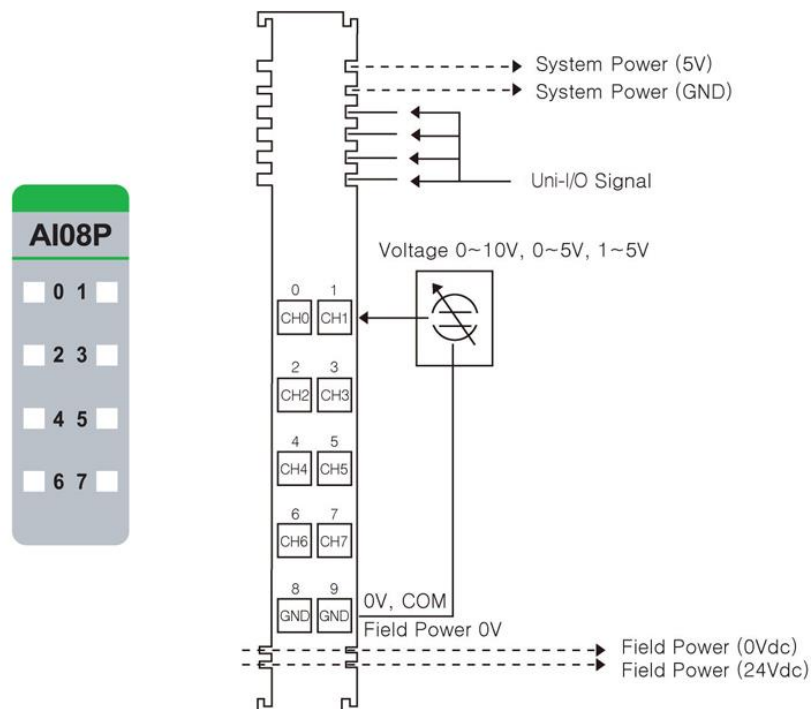 AI08P
0 1
2 3
4 5
6 7
System Power (5V)
System Power (GND)
Uni-I/O Signal
Voltage 0~10V, 0~5V, 1~5V
0 1
CH0 CH1
2 3
CH2 CH3
4 5
CH4 CH5
6 7
CH6 CH7
8 9
GND GND
0V, COM
Field Power 0V
Field Power (0Vdc)
Field Power (24Vdc)